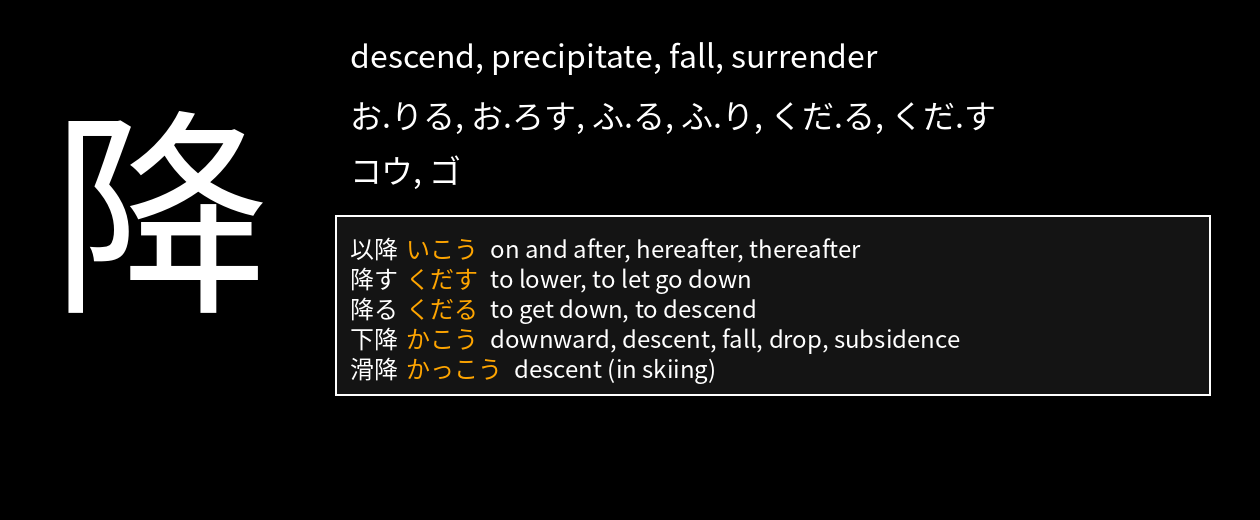 降
descend, precipitate, fall, surrender
お.りる, お.ろす, ふ.る, ふ.り, くだ.る, くだ.す
コウ, ゴ
以降 いこう on and after, hereafter, thereafter
降す くだす to lower, to let go down
降る くだる to get down, to descend
下降 かこう downward, descent, fall, drop, subsidence
滑降 かっこう descent (in skiing)